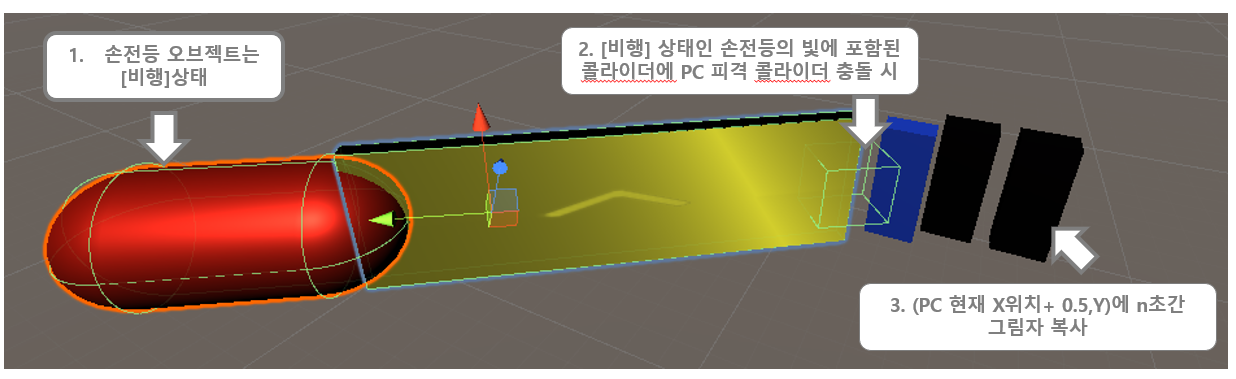 1. 손전등 오브젝트는
[비행]상태
2. [비행] 상태인 손전등의 빛에 포함된
콜라이더에 PC 피격 콜라이더 충돌 시
3. (PC 현재 X위치+ 0.5,Y)에 n초간
그림자 복사